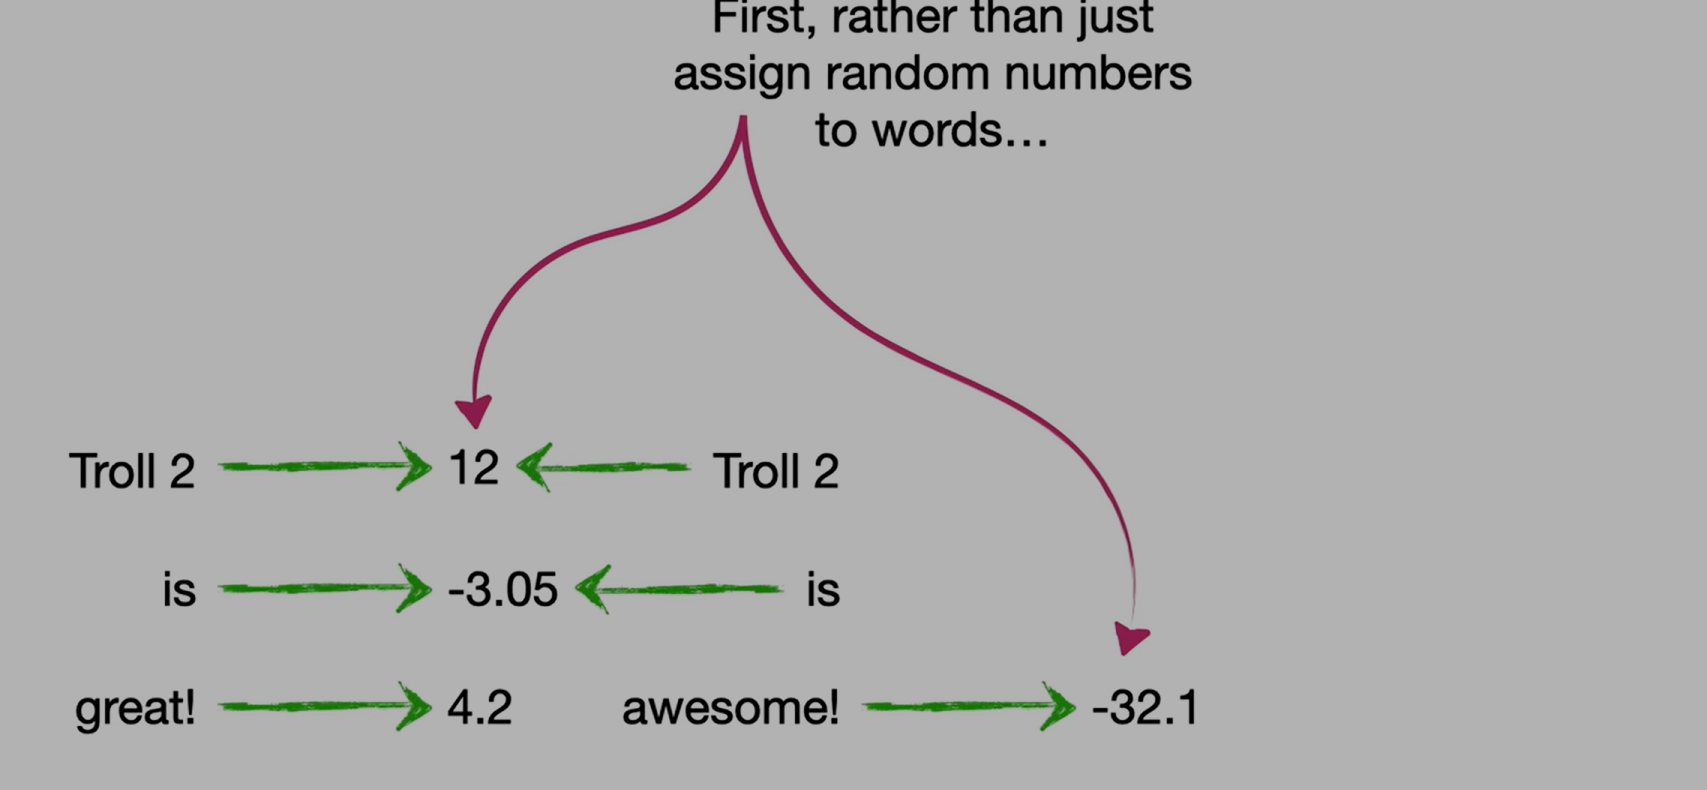 First, rather than just
assign random numbers
to words…
Troll 2 12 Troll 2
is -3.05 is
great! 4.2 awesome! -32.1